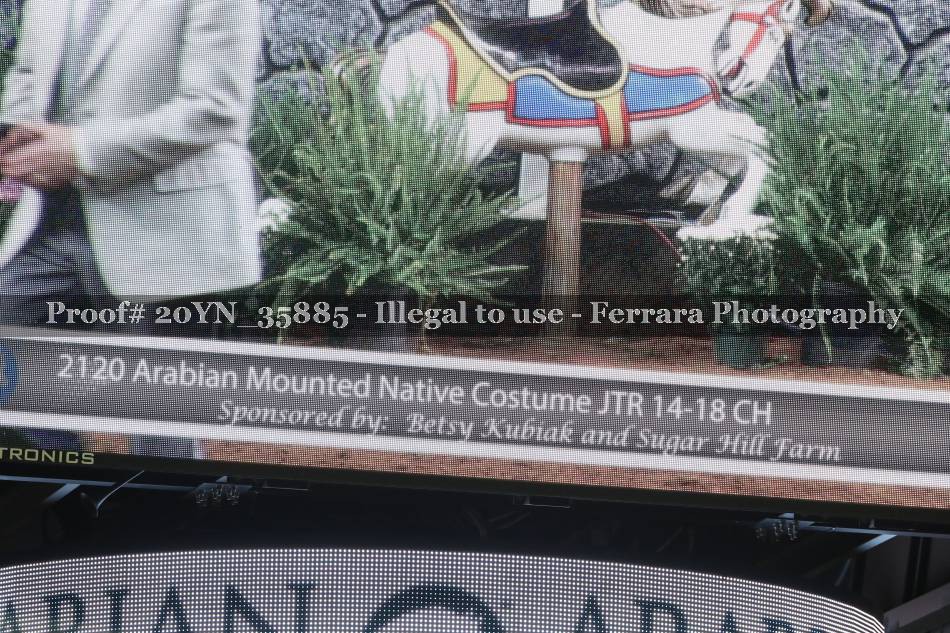 Proof# 20YN_35885 - Illegal to use - Ferrara Photography
2120 Arabian Mounted Native Costume JTR 14-18 CH
Sponsored by: Betsy Kubiak and Sugar Hill Farm
TRONICS